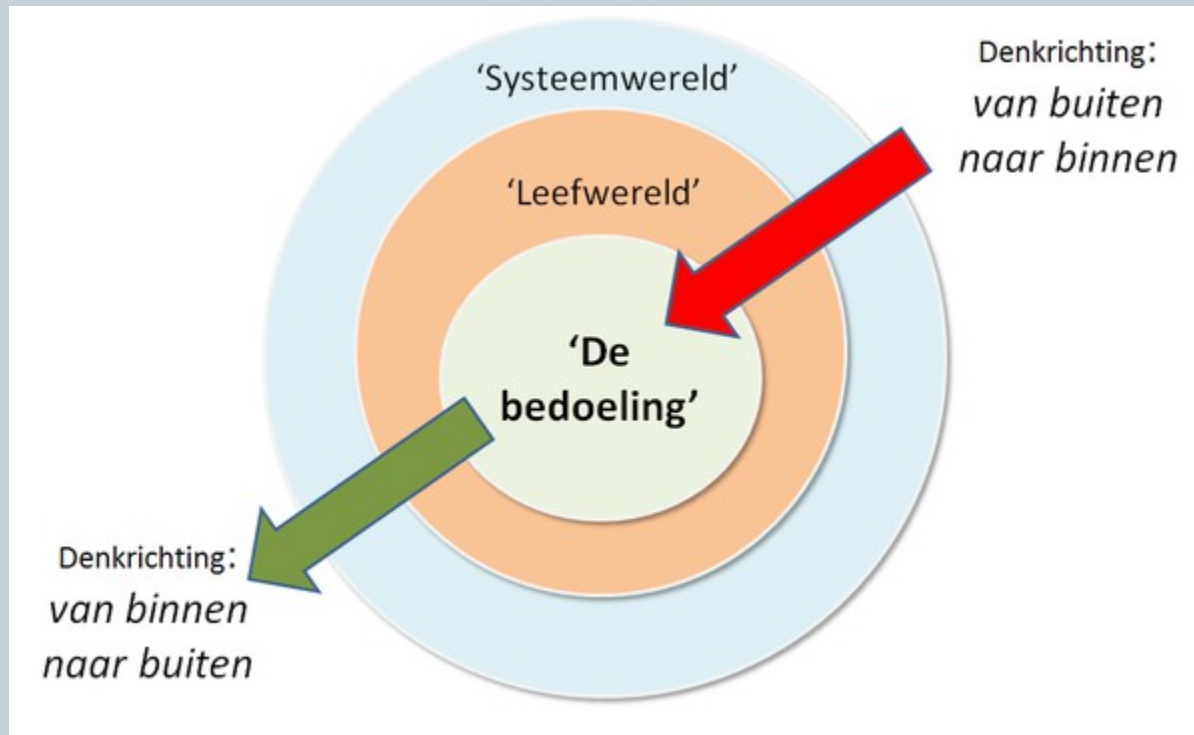 Denkrichting:
van buiten
naar binnen
‘Systeemwereld’
‘Leefwereld’
‘De
bedoeling’
Denkrichting:
van binnen
naar buiten